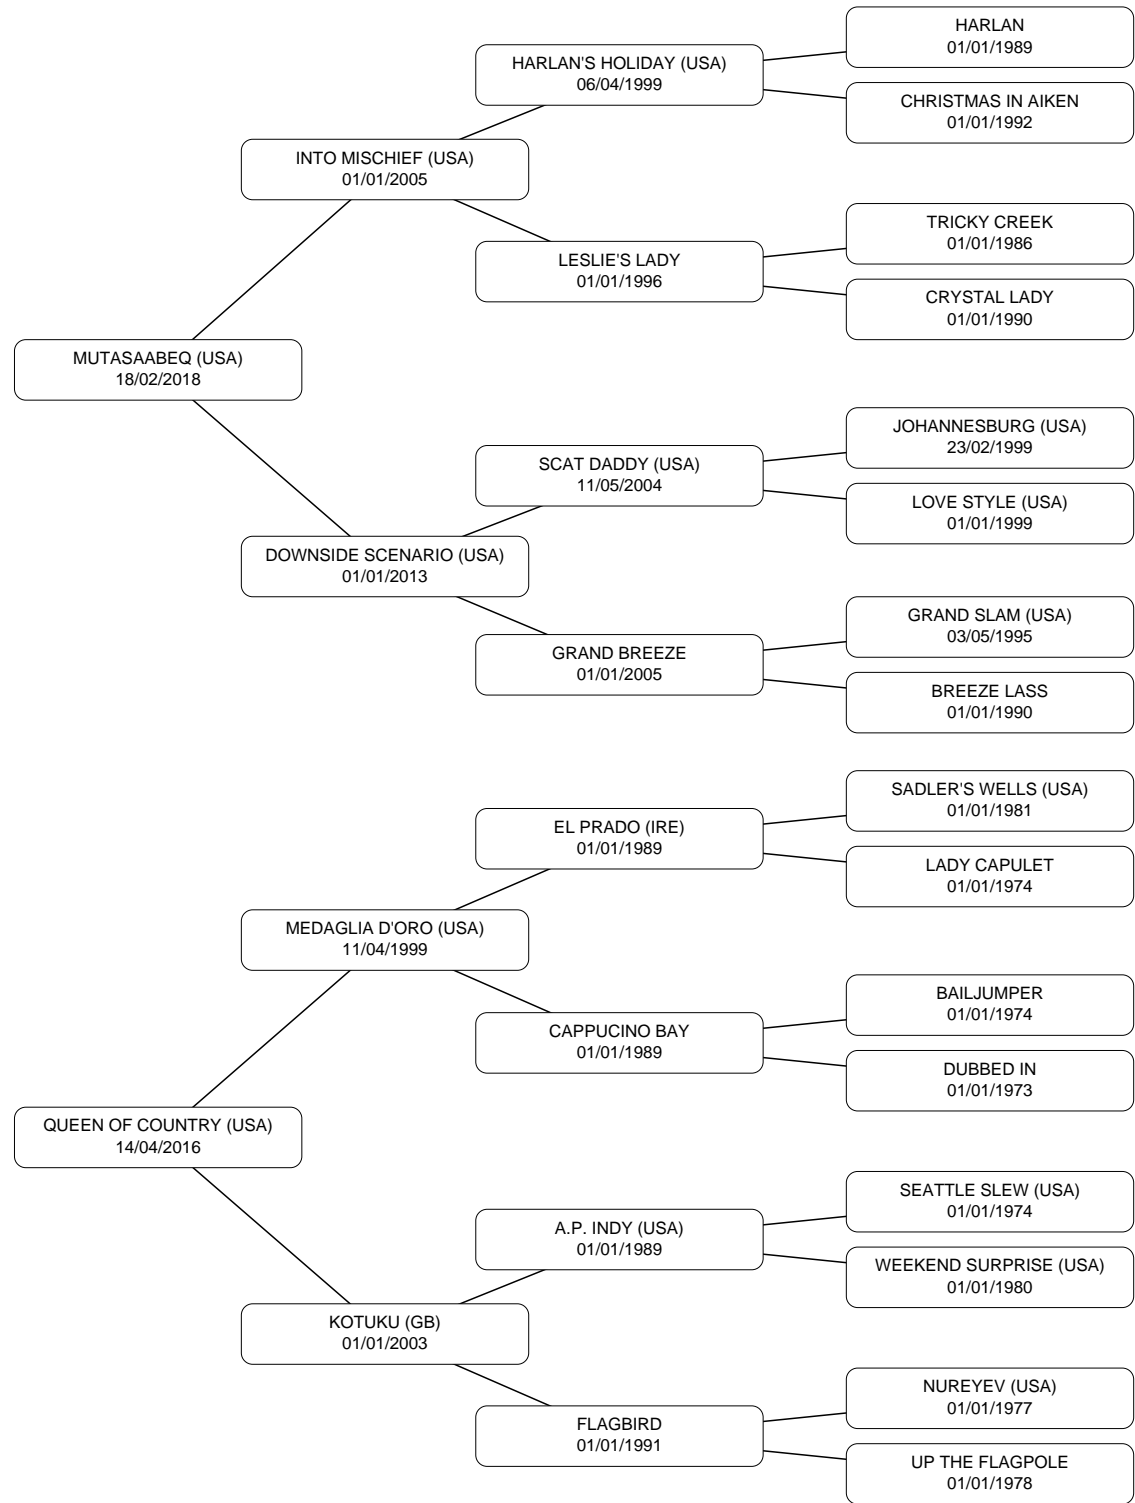 HARLAN
01/01/1989
HARLAN'S HOLIDAY (USA)
06/04/1999
CHRISTMAS IN AIKEN
01/01/1992
INTO MISCHIEF (USA)
01/01/2005
TRICKY CREEK
01/01/1986
LESLIE'S LADY
01/01/1996
CRYSTAL LADY
01/01/1990
MUTASAABEQ (USA)
18/02/2018
JOHANNESBURG (USA)
23/02/1999
SCAT DADDY (USA)
11/05/2004
LOVE STYLE (USA)
01/01/1999
DOWNSIDE SCENARIO (USA)
01/01/2013
GRAND SLAM (USA)
03/05/1995
GRAND BREEZE
01/01/2005
BREEZE LASS
01/01/1990
SADLER'S WELLS (USA)
01/01/1981
EL PRADO (IRE)
01/01/1989
LADY CAPULET
01/01/1974
MEDAGLIA D'ORO (USA)
11/04/1999
BAILJUMPER
01/01/1974
CAPPUCINO BAY
01/01/1989
DUBBED IN
01/01/1973
QUEEN OF COUNTRY (USA)
14/04/2016
SEATTLE SLEW (USA)
01/01/1974
A.P. INDY (USA)
01/01/1989
WEEKEND SURPRISE (USA)
01/01/1980
KOTUKU (GB)
01/01/2003
NUREYEV (USA)
01/01/1977
FLAGBIRD
01/01/1991
UP THE FLAGPOLE
01/01/1978